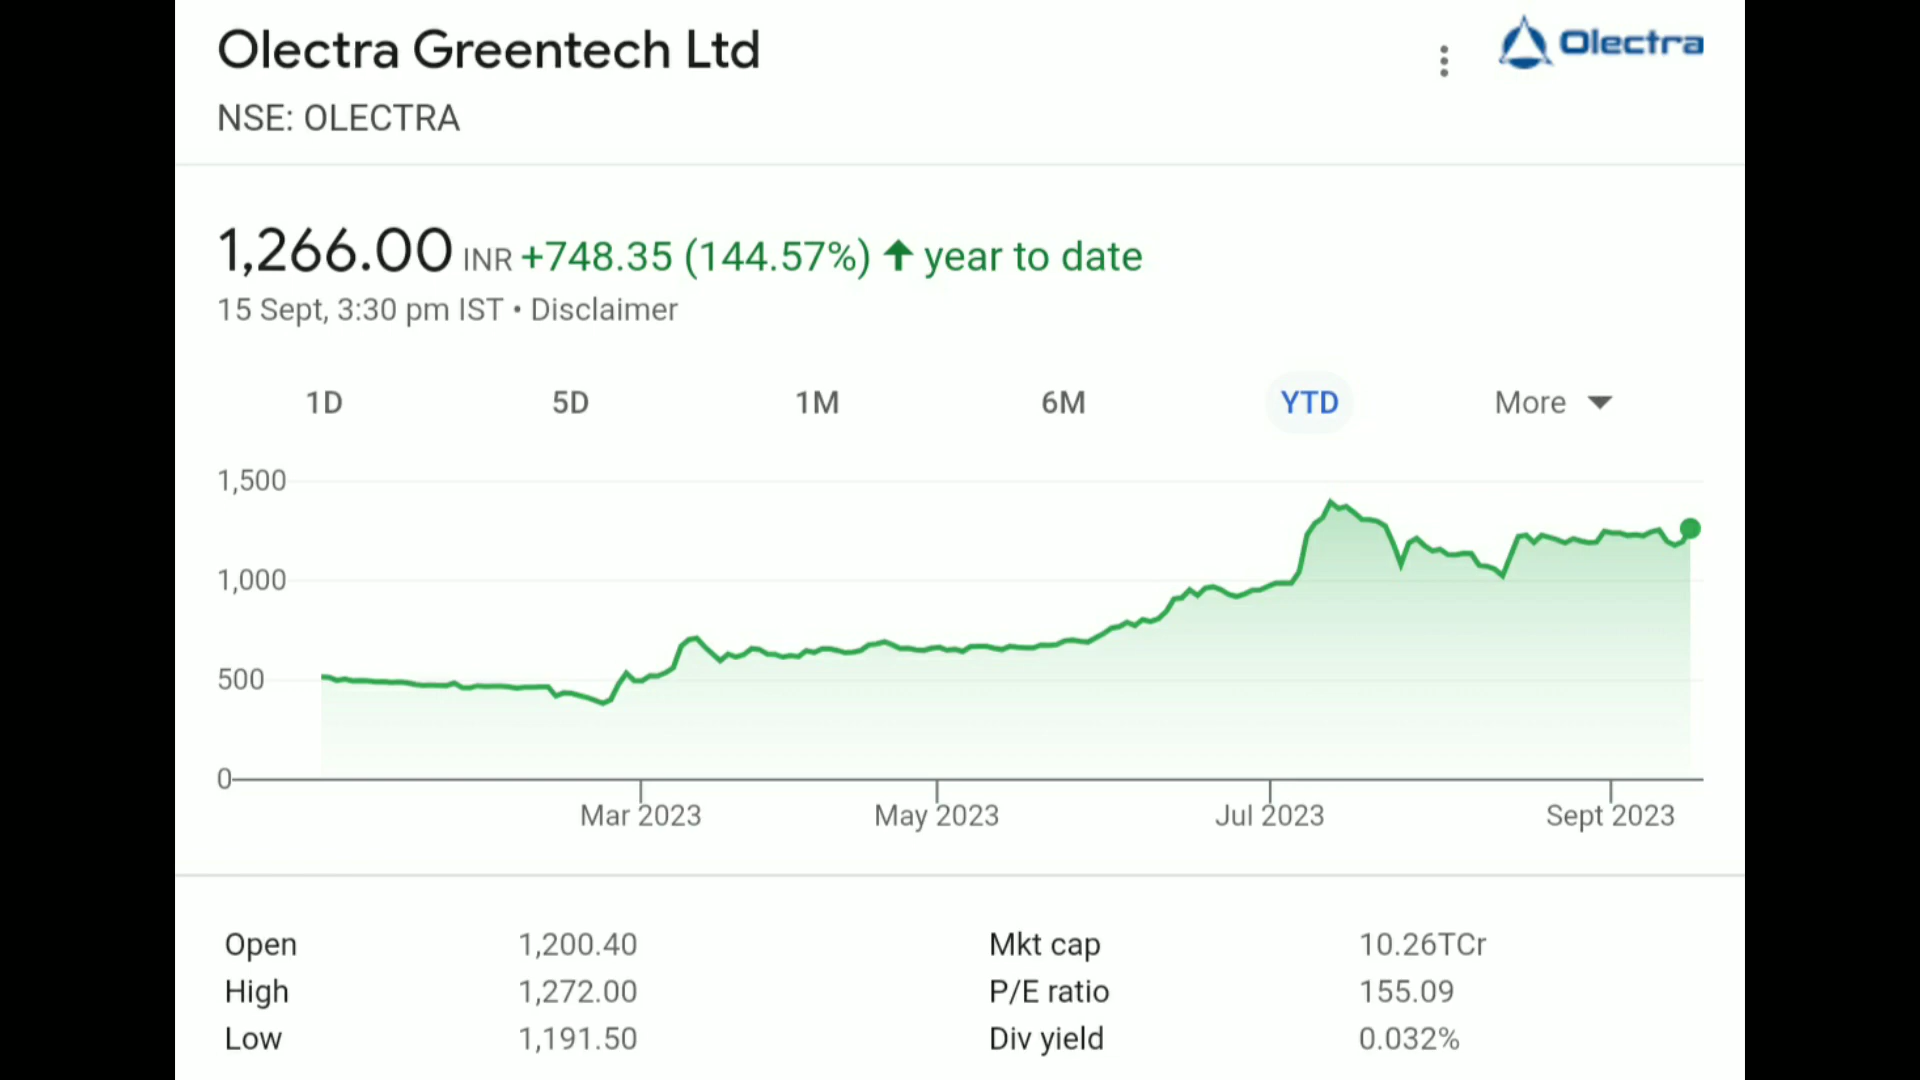 Olectra Greentech Ltd
Olectra
NSE: OLECTRA
1,266.00 INR +748.35 (144.57%) ↑ year to date
15 Sept, 3:30 pm IST • Disclaimer
1D 5D 1M 6M YTD More
1,500
1,000
500
0
Mar 2023 May 2023 Jul 2023 Sept 2023
Open 1,200.40 Mkt cap 10.26TCr
High 1,272.00 P/E ratio 155.09
Low 1,191.50 Div yield 0.032%